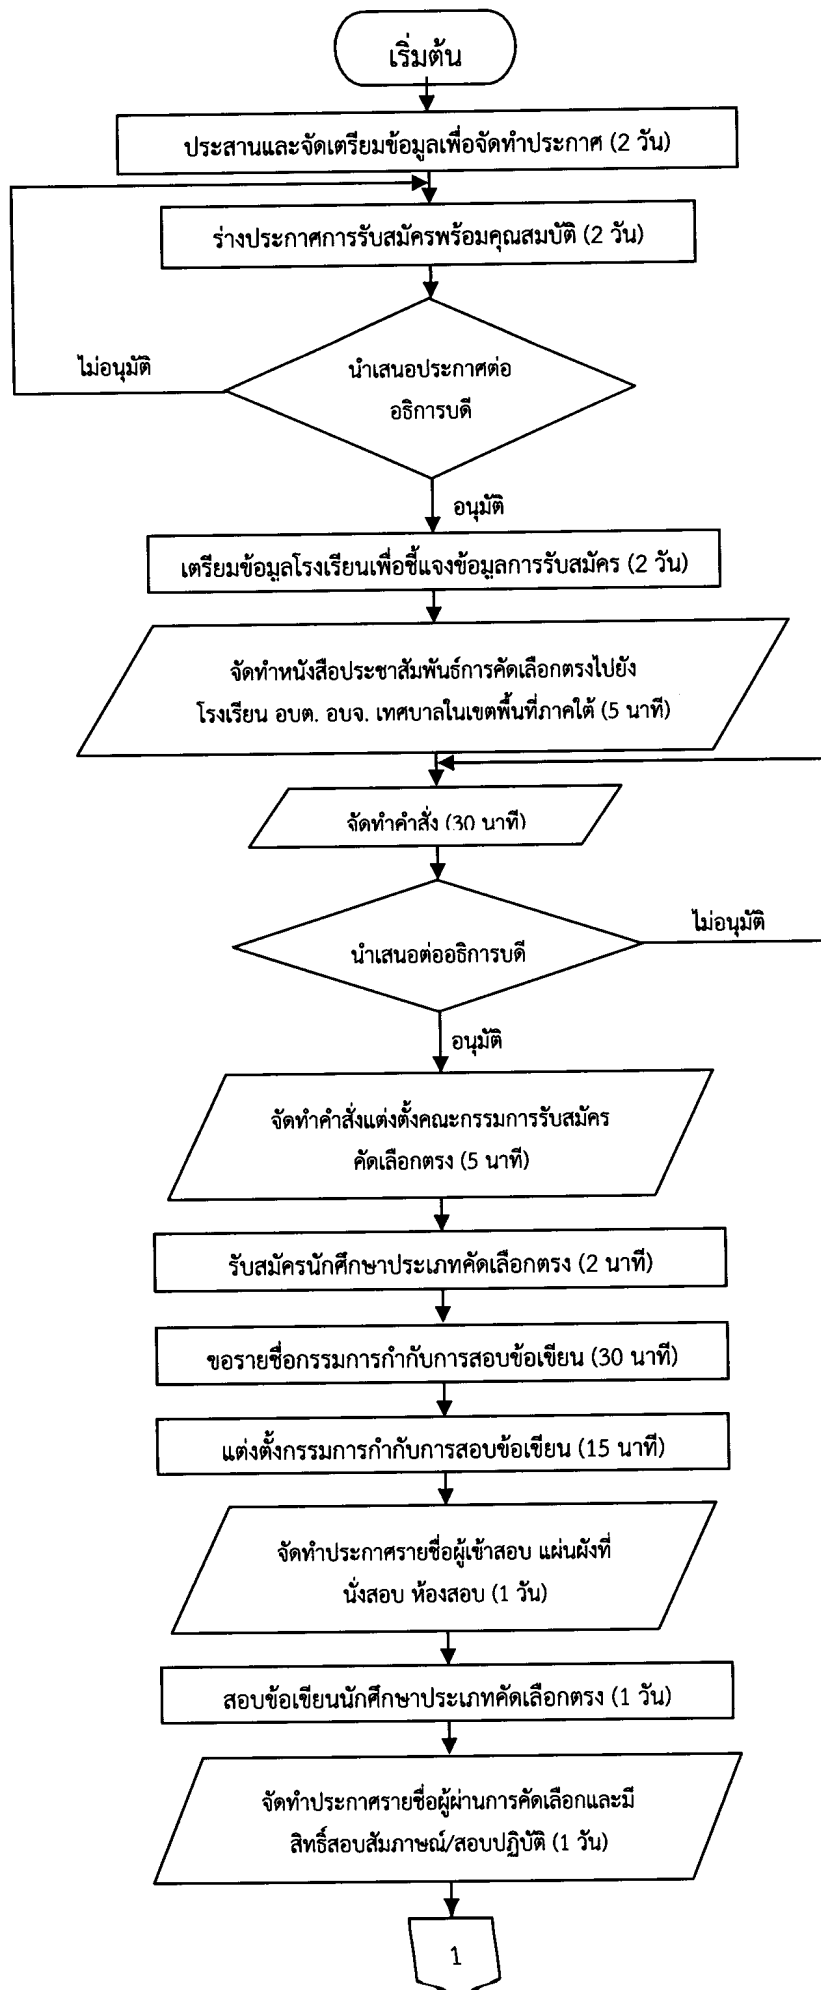 เริ่มต้น
ประสานและจัดเตรียมข้อมูลเพื่อจัดทำประกาศ (2 วัน)
ร่างประกาศการรับสมัครพร้อมคุณสมบัติ (2 วัน)
ไม่อนุมัติ
นำเสนอประกาศต่อ
อธิการบดี
อนุมัติ
เตรียมข้อมูลโรงเรียนเพื่อชี้แจงข้อมูลการรับสมัคร (2 วัน)
จัดทำหนังสือประชาสัมพันธ์การคัดเลือกตรงไปยัง
โรงเรียน อบต. อบจ. เทศบาลในเขตพื้นที่ภาคใต้ (5 นาที)
จัดทำคำสั่ง (30 นาที)
ไม่อนุมัติ
นำเสนอต่ออธิการบดี
อนุมัติ
จัดทำคำสั่งแต่งตั้งคณะกรรมการรับสมัคร
คัดเลือกตรง (5 นาที)
รับสมัครนักศึกษาประเภทคัดเลือกตรง (2 นาที)
ขอรายชื่อกรรมการกำกับการสอบข้อเขียน (30 นาที)
แต่งตั้งกรรมการกำกับการสอบข้อเขียน (15 นาที)
จัดทำประกาศรายชื่อผู้เข้าสอบ แผ่นผังที่
นั่งสอบ ห้องสอบ (1 วัน)
สอบข้อเขียนนักศึกษาประเภทคัดเลือกตรง (1 วัน)
จัดทำประกาศรายชื่อผู้ผ่านการคัดเลือกและมี
สิทธิ์สอบสัมภาษณ์/สอบปฏิบัติ (1 วัน)
1